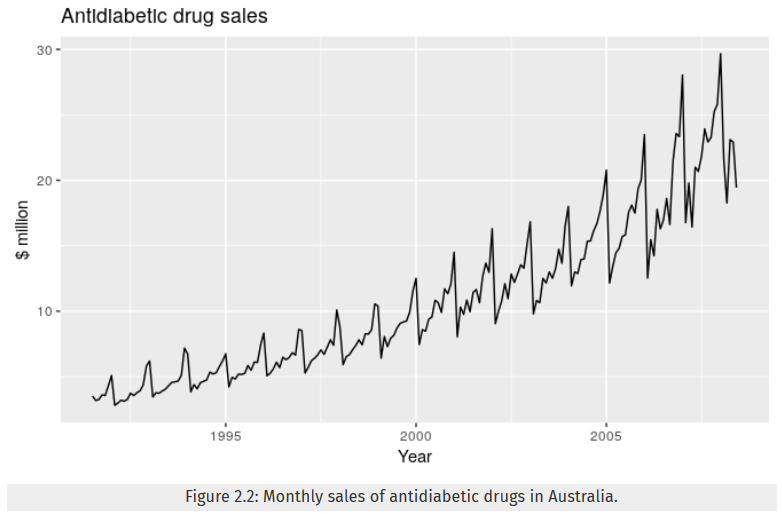 Antidiabetic drug sales
30
20
10
$ million
1995 2000 2005
Year
Figure 2.2: Monthly sales of antidiabetic drugs in Australia.